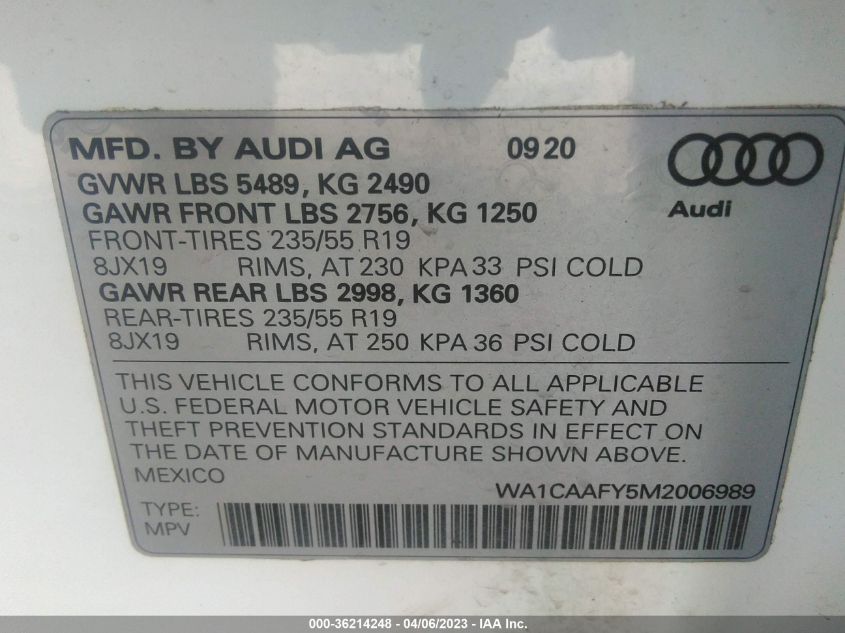 MFD. BY AUDI AG 09 20
GVWR LBS 5489, KG 2490
GAWR FRONT LBS 2756, KG 1250
Audi
FRONT-TIRES 235/55 R19
8JX19 RIMS, AT 230 KPA 33 PSI COLD
GAWR REAR LBS 2998, KG 1360
REAR-TIRES 235/55 R19
8JX19 RIMS, AT 250 KPA 36 PSI COLD
THIS VEHICLE CONFORMS TO ALL APPLICABLE
U.S. FEDERAL MOTOR VEHICLE SAFETY AND
THEFT PREVENTION STANDARDS IN EFFECT ON
THE DATE OF MANUFACTURE SHOWN ABOVE.
MEXICO
WA1CAAFY5M2006989
TYPE:
MPV
000-36214248 - 04/06/2023 - IAA Inc.